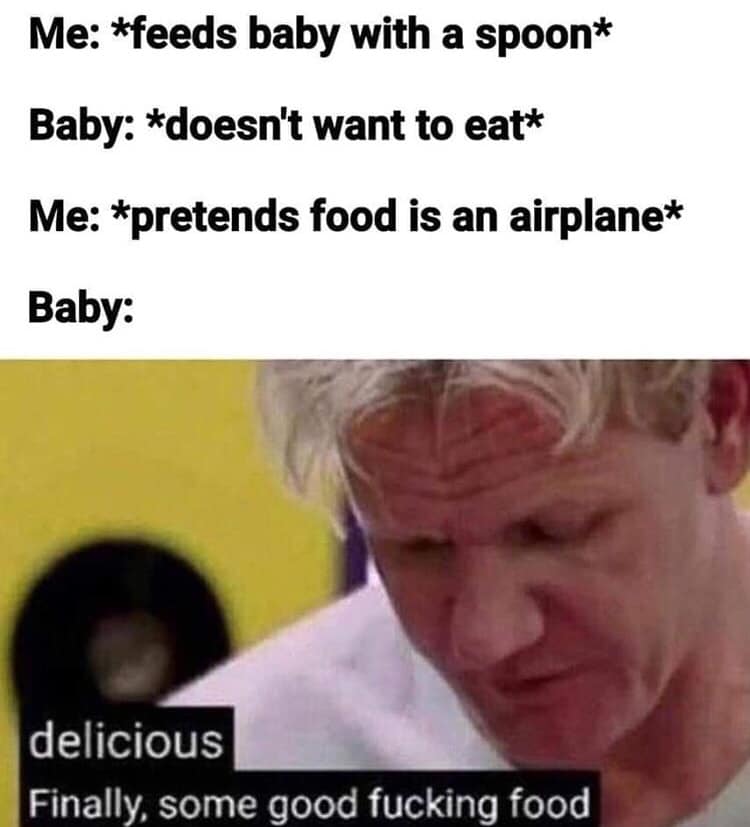 Me: *feeds baby with a spoon*
Baby: *doesn't want to eat*
Me: *pretends food is an airplane*
Baby:
delicious
Finally, some good fucking food